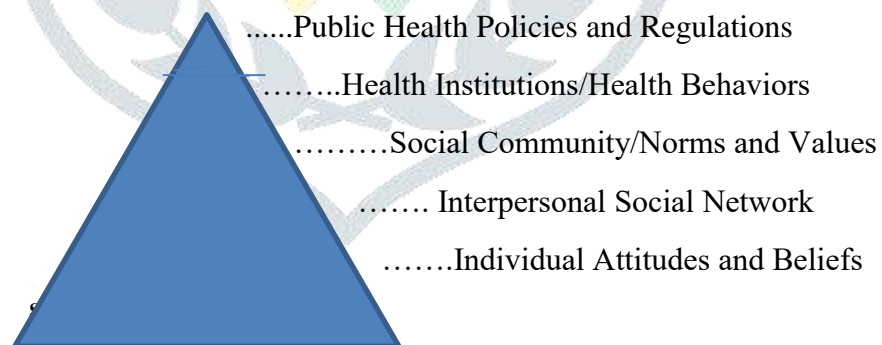 ......Public Health Policies and Regulations
……..Health Institutions/Health Behaviors
………Social Community/Norms and Values
……. Interpersonal Social Network
…….Individual Attitudes and Beliefs